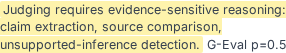 Judging requires evidence-sensitive reasoning:
claim extraction, source comparison,
unsupported-inference detection. G-Eval p=0.5